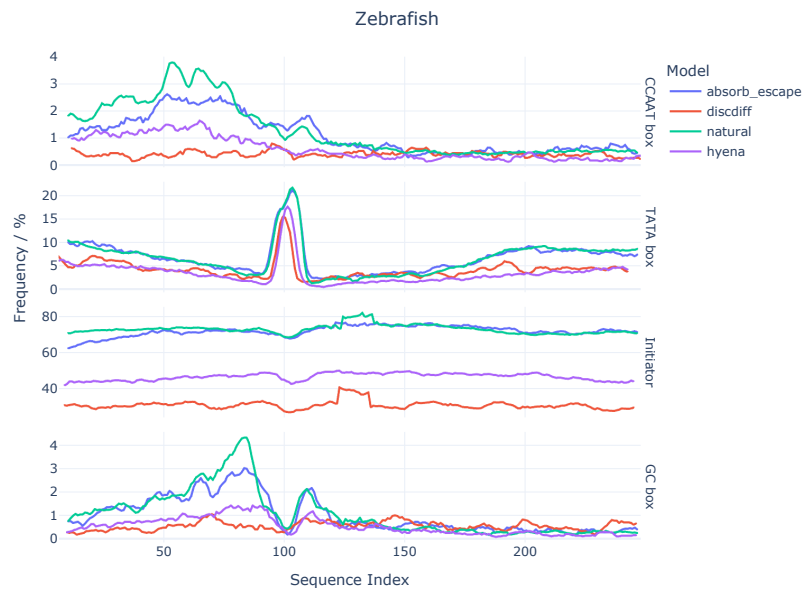 Zebrafish
Frequency / %
4
3
2
1
0
CCAAT box
20
15
10
5
0
TATA box
80
60
40
Initiator
4
3
2
1
0
GC box
50
100
150
200
Sequence Index
Model
absorb_escape
discdiff
natural
hyena